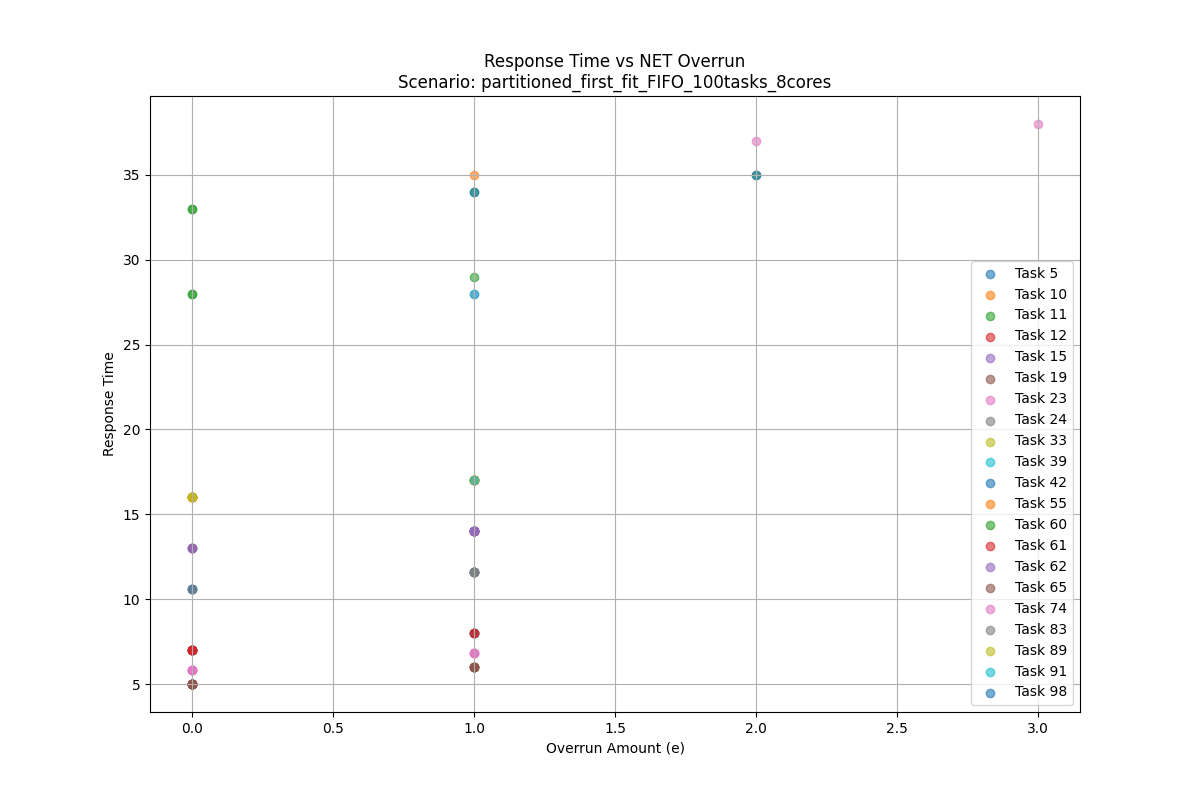 Response Time vs NET Overrun
Scenario: partitioned_first_fit_FIFO_100tasks_8cores
Response Time
35
30
25
20
15
10
5
0.0
0.5
1.0
1.5
2.0
2.5
3.0
Overrun Amount (e)
Task 5
Task 10
Task 11
Task 12
Task 15
Task 19
Task 23
Task 24
Task 33
Task 39
Task 42
Task 55
Task 60
Task 61
Task 62
Task 65
Task 74
Task 83
Task 89
Task 91
Task 98